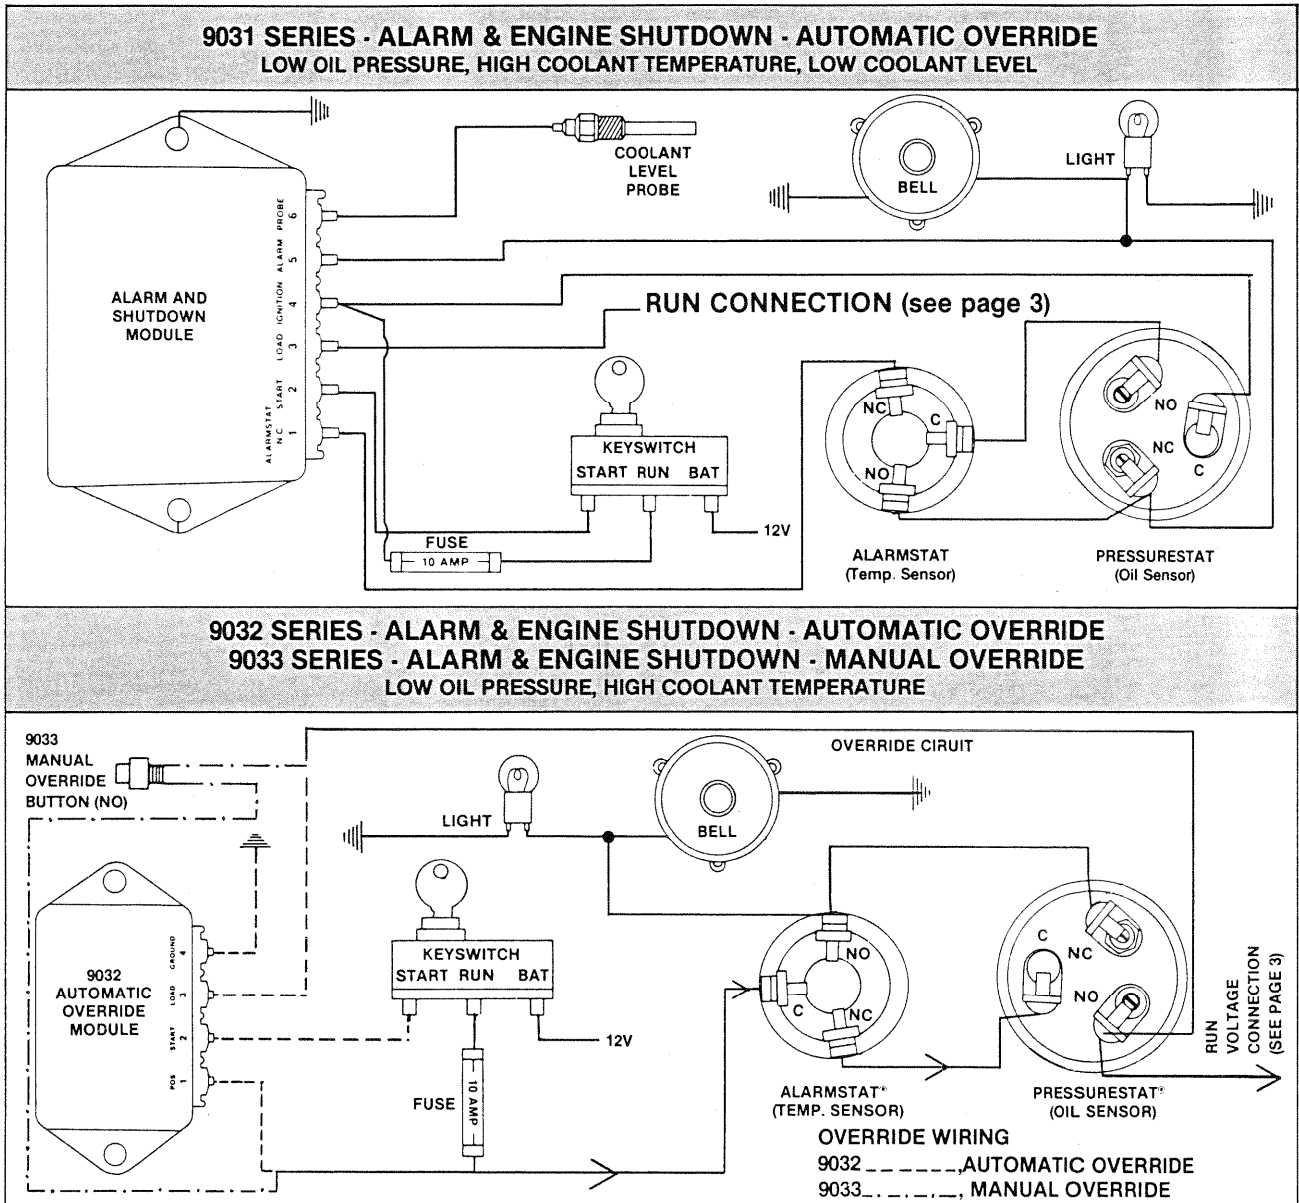 9031 SERIES - ALARM & ENGINE SHUTDOWN - AUTOMATIC OVERRIDE
LOW OIL PRESSURE, HIGH COOLANT TEMPERATURE, LOW COOLANT LEVEL
COOLANT
LEVEL
PROBE
BELL
LIGHT
ALARM AND
SHUTDOWN
MODULE
PROBE 6
ALARM 5
IGNITION 4
LOAD 3
START 2
ALARMSTAT
N.C. 1
RUN CONNECTION (see page 3)
KEYSWITCH
START RUN BAT
12V
FUSE
10 AMP
NC
C
NO
ALARMSTAT
(Temp. Sensor)
NO
NC
C
PRESSURESTAT
(Oil Sensor)
9032 SERIES - ALARM & ENGINE SHUTDOWN - AUTOMATIC OVERRIDE
9033 SERIES - ALARM & ENGINE SHUTDOWN - MANUAL OVERRIDE
LOW OIL PRESSURE, HIGH COOLANT TEMPERATURE
9033
MANUAL
OVERRIDE
BUTTON (NO)
OVERRIDE CIRUIT
LIGHT
BELL
9032
AUTOMATIC
OVERRIDE
MODULE
GROUND 4
LOAD 3
START 2
POS 1
KEYSWITCH
START RUN BAT
12V
FUSE
10 AMP
NO
C
NC
ALARMSTAT®
(TEMP. SENSOR)
C
NC
NO
PRESSURESTAT®
(OIL SENSOR)
RUN
VOLTAGE
CONNECTION
(SEE PAGE 3)
OVERRIDE WIRING
9032 _ _ _ _ _ _, AUTOMATIC OVERRIDE
9033 _ . _ . _ . _, MANUAL OVERRIDE